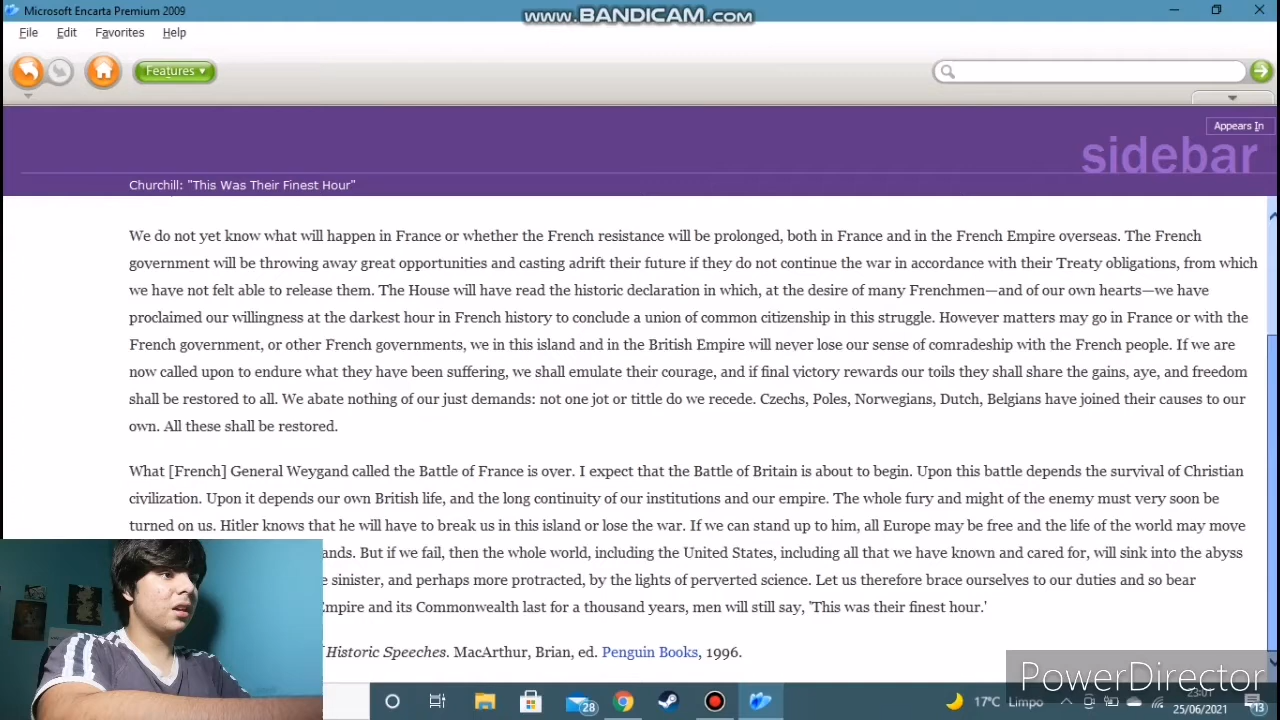 Microsoft Encarta Premium 2009
www.BANDICAM.com
File Edit Favorites Help
Features
Appears In
sidebar
Churchill: "This Was Their Finest Hour"
We do not yet know what will happen in France or whether the French resistance will be prolonged, both in France and in the French Empire overseas. The French
government will be throwing away great opportunities and casting adrift their future if they do not continue the war in accordance with their Treaty obligations, from which
we have not felt able to release them. The House will have read the historic declaration in which, at the desire of many Frenchmen—and of our own hearts—we have
proclaimed our willingness at the darkest hour in French history to conclude a union of common citizenship in this struggle. However matters may go in France or with the
French government, or other French governments, we in this island and in the British Empire will never lose our sense of comradeship with the French people. If we are
now called upon to endure what they have been suffering, we shall emulate their courage, and if final victory rewards our toils they shall share the gains, aye, and freedom
shall be restored to all. We abate nothing of our just demands: not one jot or tittle do we recede. Czechs, Poles, Norwegians, Dutch, Belgians have joined their causes to our
own. All these shall be restored.
What [French] General Weygand called the Battle of France is over. I expect that the Battle of Britain is about to begin. Upon this battle depends the survival of Christian
civilization. Upon it depends our own British life, and the long continuity of our institutions and our empire. The whole fury and might of the enemy must very soon be
turned on us. Hitler knows that he will have to break us in this island or lose the war. If we can stand up to him, all Europe may be free and the life of the world may move
ands. But if we fail, then the whole world, including the United States, including all that we have known and cared for, will sink into the abyss
sinister, and perhaps more protracted, by the lights of perverted science. Let us therefore brace ourselves to our duties and so bear
Empire and its Commonwealth last for a thousand years, men will still say, 'This was their finest hour.'
Historic Speeches. MacArthur, Brian, ed. Penguin Books, 1996.
PowerDirector
28
17°C Limpo
23:01
25/06/2021
13